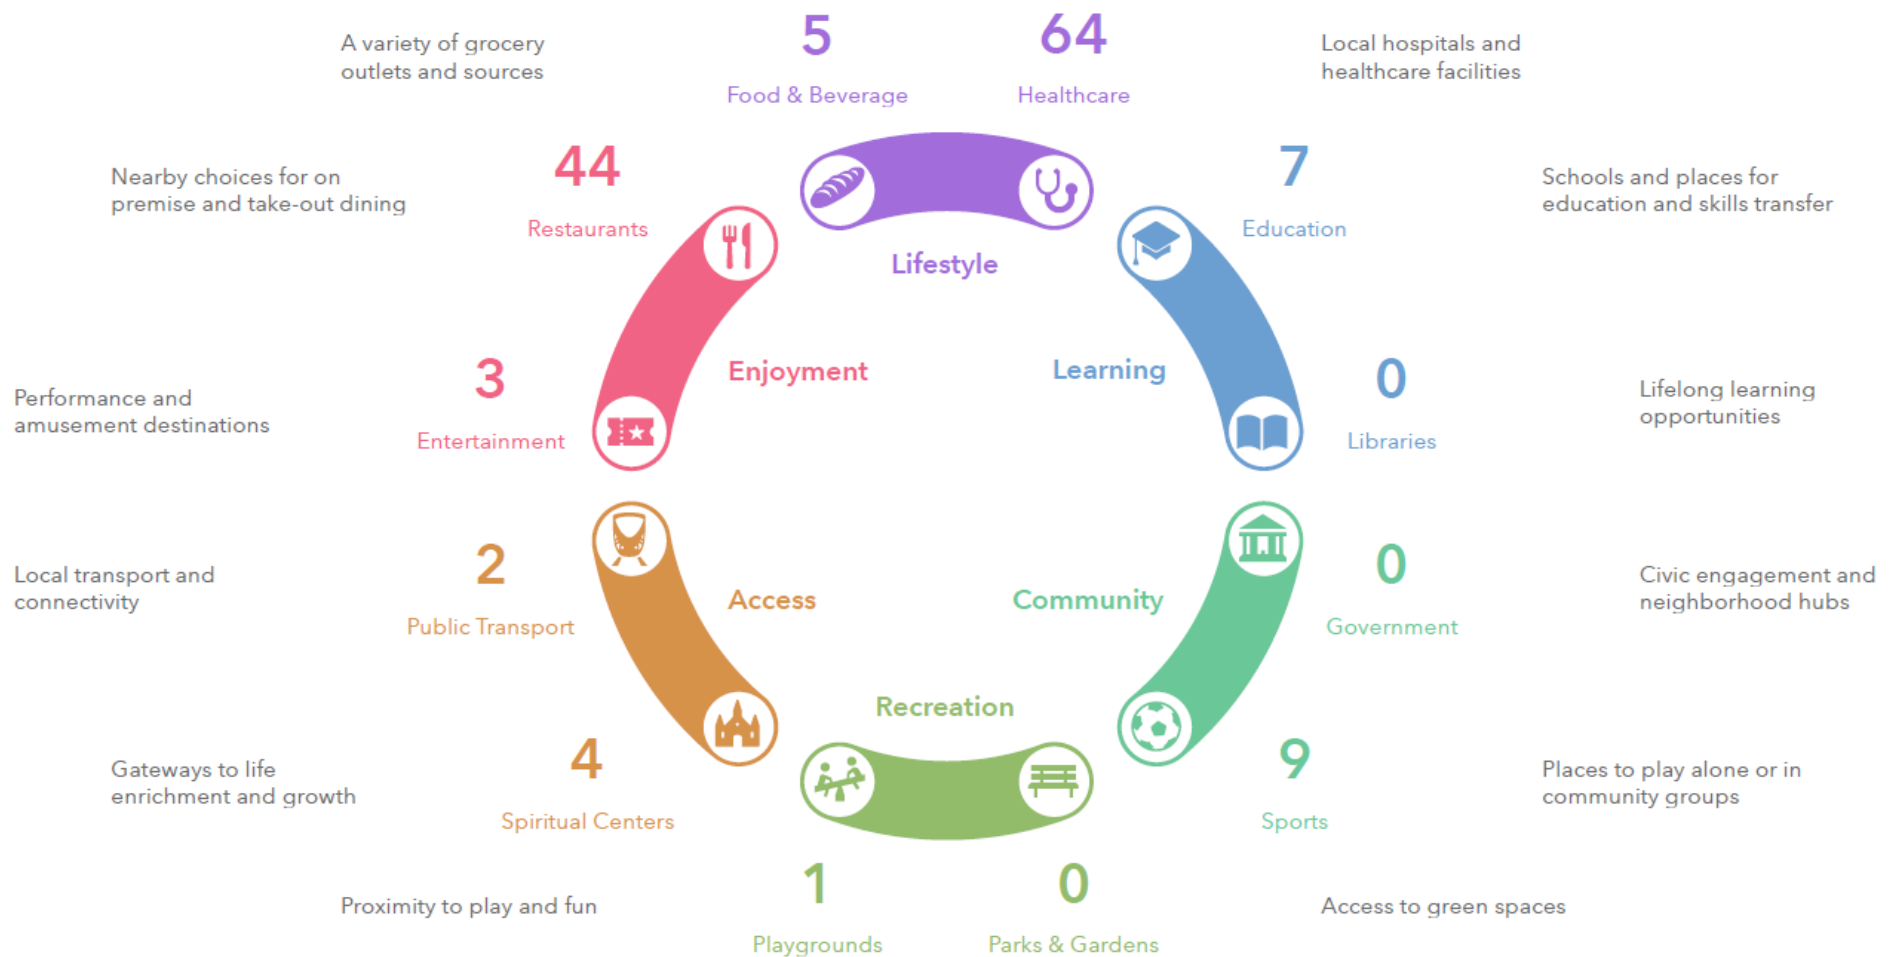 A variety of grocery
outlets and sources
5
Food & Beverage
64
Healthcare
Local hospitals and
healthcare facilities
Nearby choices for on
premise and take-out dining
44
Restaurants
7
Education
Schools and places for
education and skills transfer
Lifestyle
Performance and
amusement destinations
3
Entertainment
Enjoyment
Learning
0
Libraries
Lifelong learning
opportunities
Local transport and
connectivity
2
Public Transport
Access
Community
0
Government
Civic engagement and
neighborhood hubs
Recreation
Gateways to life
enrichment and growth
4
Spiritual Centers
9
Sports
Places to play alone or in
community groups
Proximity to play and fun
1
Playgrounds
0
Parks & Gardens
Access to green spaces